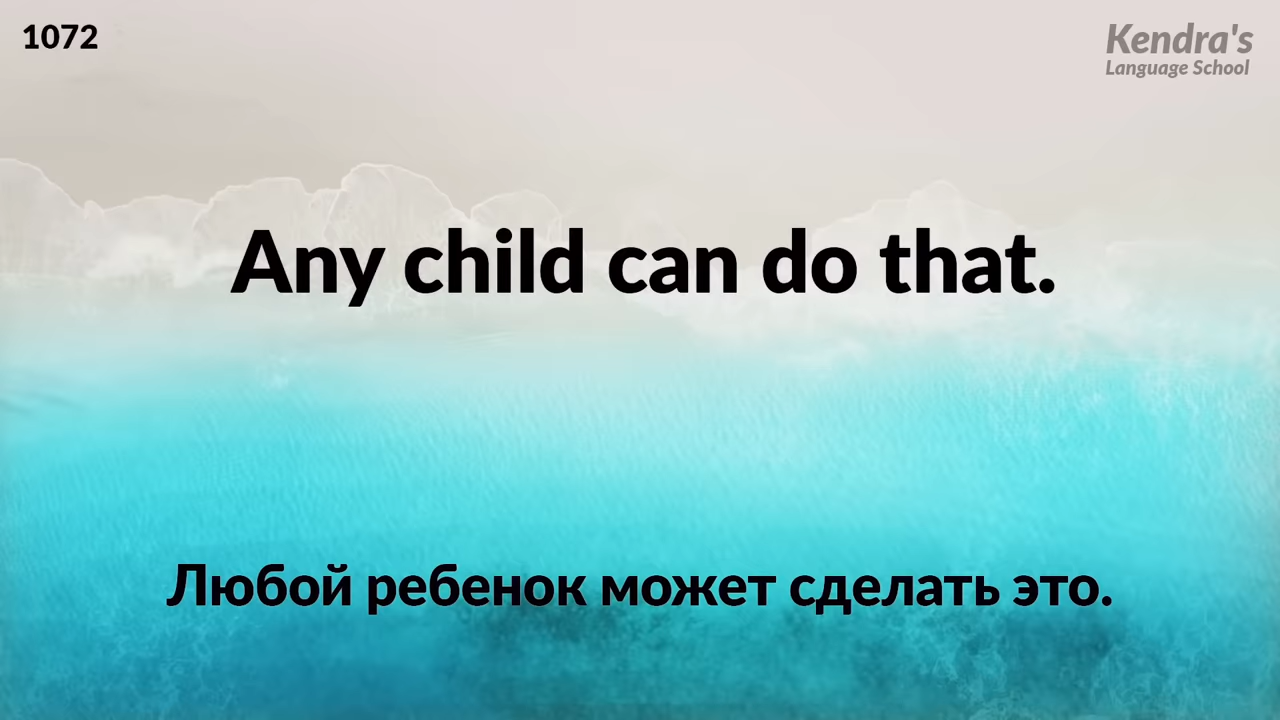 1072
Kendra's
Language School
Any child can do that.
Любой ребенок может сделать это.